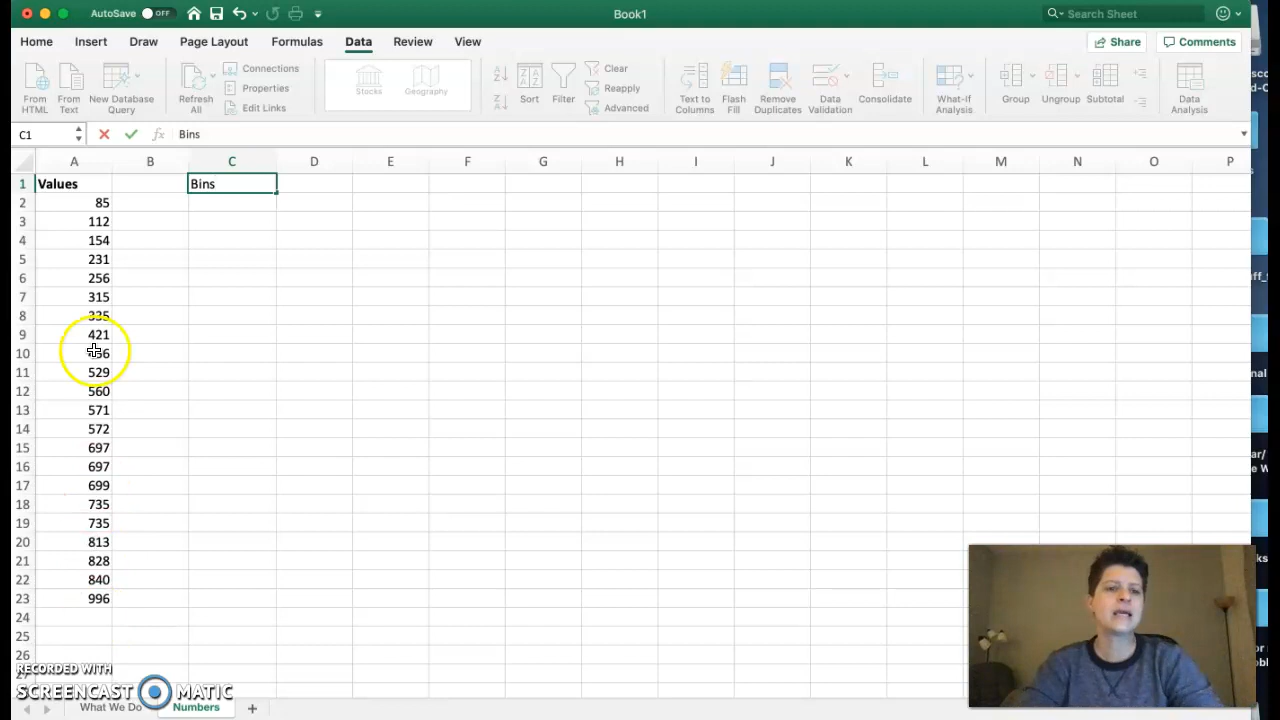 AutoSave OFF
Book1
Search Sheet
Home Insert Draw Page Layout Formulas Data Review View
Share Comments
From HTML
From Text
New Database Query
Refresh All
Connections
Properties
Edit Links
Stocks
Geography
Sort
Filter
Clear
Reapply
Advanced
Text to Columns
Flash Fill
Remove Duplicates
Data Validation
Consolidate
What-If Analysis
Group
Ungroup
Subtotal
Data Analysis
C1 fx Bins
A B C D E F G H I J K L M N O P
1 Values Bins
2 85
3 112
4 154
5 231
6 256
7 315
8 335
9 421
10
11 529
12 560
13 571
14 572
15 697
16 697
17 699
18 735
19 735
20 813
21 828
22 840
23 996
24
25
26
RECORDED WITH
SCREENCAST MATIC
What We Do Numbers